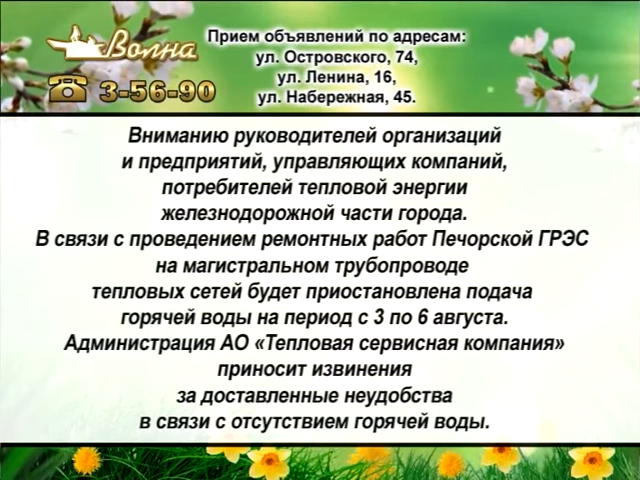 Волна
Прием объявлений по адресам:
ул. Островского, 74,
ул. Ленина, 16,
ул. Набережная, 45.
☎ 3-56-90
Вниманию руководителей организаций
и предприятий, управляющих компаний,
потребителей тепловой энергии
железнодорожной части города.
В связи с проведением ремонтных работ Печорской ГРЭС
на магистральном трубопроводе
тепловых сетей будет приостановлена подача
горячей воды на период с 3 по 6 августа.
Администрация АО «Тепловая сервисная компания»
приносит извинения
за доставленные неудобства
в связи с отсутствием горячей воды.